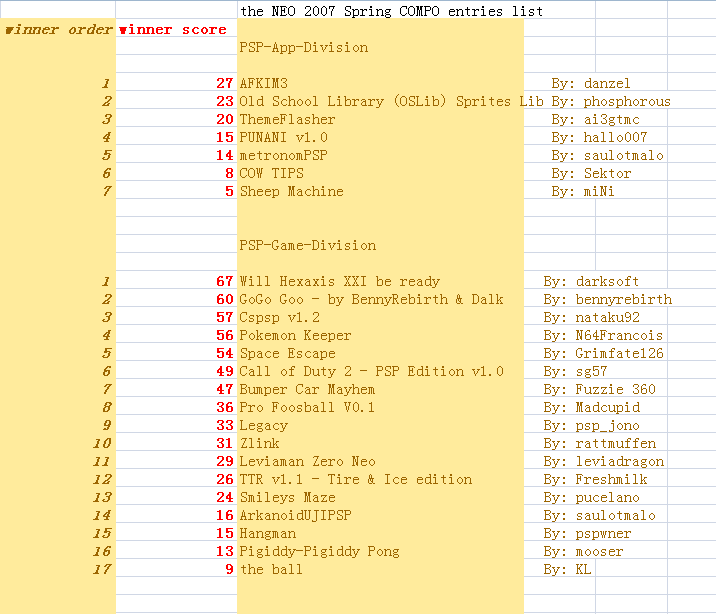 the NEO 2007 Spring COMPO entries list
winner order winner score
PSP-App-Division
1 27 AFKIM3 By: danzel
2 23 Old School Library (OSLib) Sprites Lib By: phosphorous
3 20 ThemeFlasher By: ai3gtmc
4 15 PUNANI v1.0 By: hallo007
5 14 metronomPSP By: saulotmalo
6 8 COW TIPS By: Sektor
7 5 Sheep Machine By: miNi
PSP-Game-Division
1 67 Will Hexaxis XXI be ready By: darksoft
2 60 GoGo Goo - by BennyRebirth & Dalk By: bennyrebirth
3 57 Cspsp v1.2 By: nataku92
4 56 Pokemon Keeper By: N64Francois
5 54 Space Escape By: Grimfate126
6 49 Call of Duty 2 - PSP Edition v1.0 By: sg57
7 47 Bumper Car Mayhem By: Fuzzie 360
8 36 Pro Foosball V0.1 By: Madcupid
9 33 Legacy By: psp_jono
10 31 Zlink By: rattmuffen
11 29 Leviaman Zero Neo By: leviadragon
12 26 TTR v1.1 - Tire & Ice edition By: Freshmilk
13 24 Smileys Maze By: pucelano
14 16 ArkanoidUJIPSP By: saulotmalo
15 15 Hangman By: pspwner
16 13 Pigiddy-Pigiddy Pong By: mooser
17 9 the ball By: KL